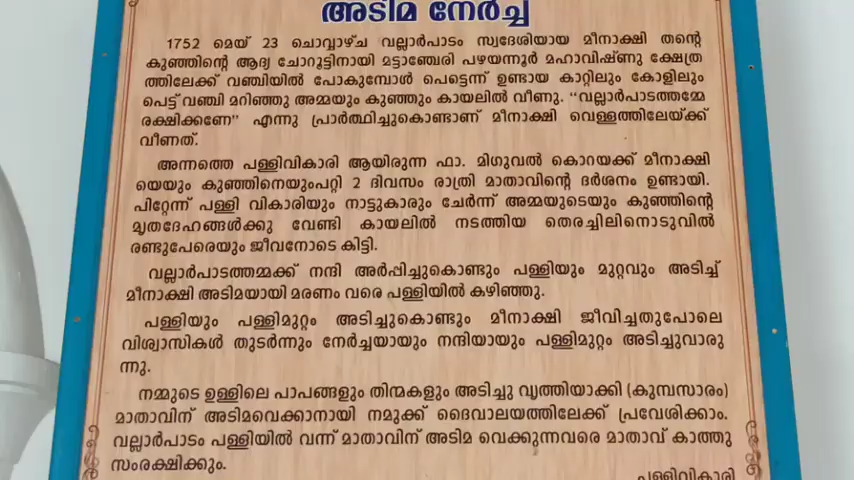 അടിമ നേർച്ച
1752 മെയ് 23 ചൊവ്വാഴ്ച വല്ലാർപാടം സ്വദേശിയായ മീനാക്ഷി തന്റെ
കുഞ്ഞിന്റെ ആദ്യ ചോറൂട്ടിനായി മട്ടാഞ്ചേരി പഴയന്നൂർ മഹാവിഷ്ണു ക്ഷേത്ര
ത്തിലേക്ക് വഞ്ചിയിൽ പോകുമ്പോൾ പെട്ടെന്ന് ഉണ്ടായ കാറ്റിലും കോളിലും
പെട്ട് വഞ്ചി മറിഞ്ഞു അമ്മയും കുഞ്ഞും കായലിൽ വീണു. "വല്ലാർപാടത്തമ്മേ
രക്ഷിക്കണേ" എന്നു പ്രാർത്ഥിച്ചുകൊണ്ടാണ് മീനാക്ഷി വെള്ളത്തിലേയ്ക്ക്
വീണത്.
അന്നത്തെ പള്ളിവികാരി ആയിരുന്ന ഫാ. മിഗുവൽ കൊറയക്ക് മീനാക്ഷി
യെയും കുഞ്ഞിനെയുംപറ്റി 2 ദിവസം രാത്രി മാതാവിന്റെ ദർശനം ഉണ്ടായി.
പിറ്റേന്ന് പള്ളി വികാരിയും നാട്ടുകാരും ചേർന്ന് അമ്മയുടെയും കുഞ്ഞിന്റെ
മൃതദേഹങ്ങൾക്കു വേണ്ടി കായലിൽ നടത്തിയ തെരച്ചിലിനൊടുവിൽ
രണ്ടുപേരെയും ജീവനോടെ കിട്ടി.
വല്ലാർപാടത്തമ്മക്ക് നന്ദി അർപ്പിച്ചുകൊണ്ടും പള്ളിയും മുറ്റവും അടിച്ച്
മീനാക്ഷി അടിമയായി മരണം വരെ പള്ളിയിൽ കഴിഞ്ഞു.
പള്ളിയും പള്ളിമുറ്റം അടിച്ചുകൊണ്ടും മീനാക്ഷി ജീവിച്ചതുപോലെ
വിശ്വാസികൾ തുടർന്നും നേർച്ചയായും നന്ദിയായും പള്ളിമുറ്റം അടിച്ചുവാരു
ന്നു.
നമ്മുടെ ഉള്ളിലെ പാപങ്ങളും തിന്മകളും അടിച്ചു വൃത്തിയാക്കി (കുമ്പസാരം)
മാതാവിന് അടിമവെക്കാനായി നമുക്ക് ദൈവാലയത്തിലേക്ക് പ്രവേശിക്കാം.
വല്ലാർപാടം പള്ളിയിൽ വന്ന് മാതാവിന് അടിമ വെക്കുന്നവരെ മാതാവ് കാത്തു
സംരക്ഷിക്കും.
പള്ളിവികാരി